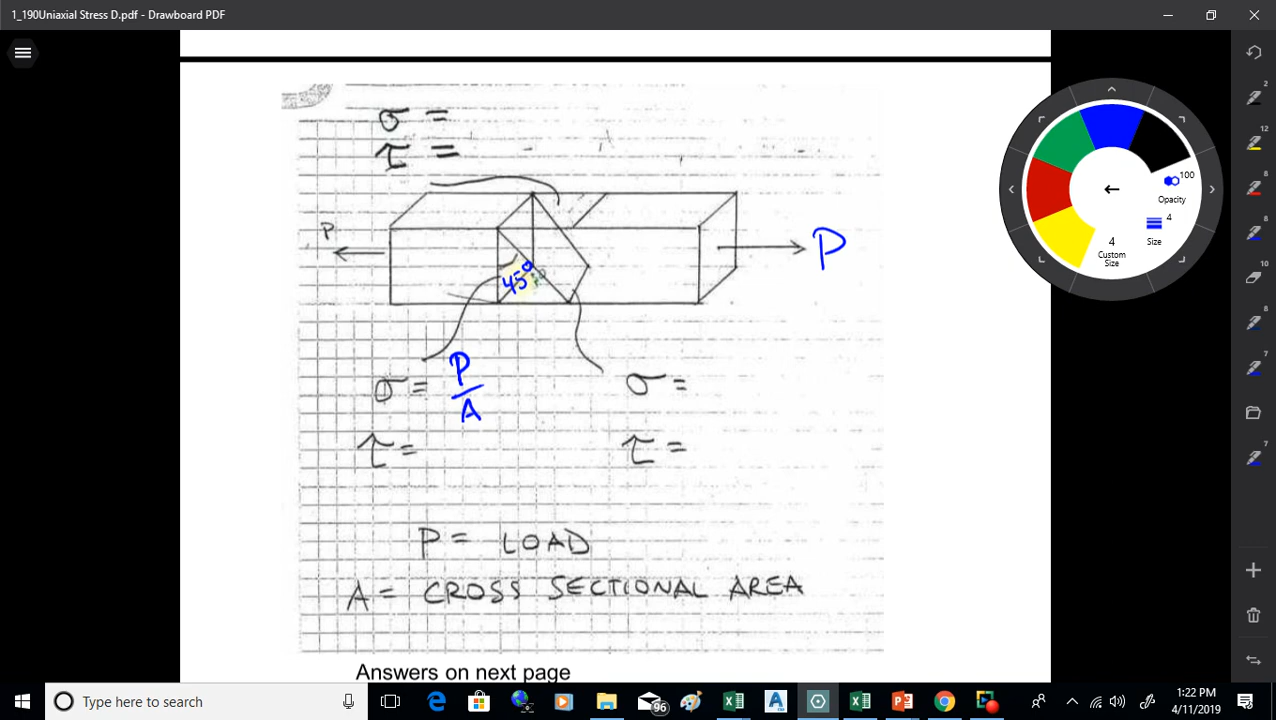 1_190Uniaxial Stress D.pdf - Drawboard PDF
σ =
τ =
P
P
45°
σ = P/A
σ =
τ =
τ =
P = LOAD
A = CROSS SECTIONAL AREA
Answers on next page
100
Opacity
4
Size
4
Custom
Size
Type here to search
96
A
:22 PM
4/11/2019